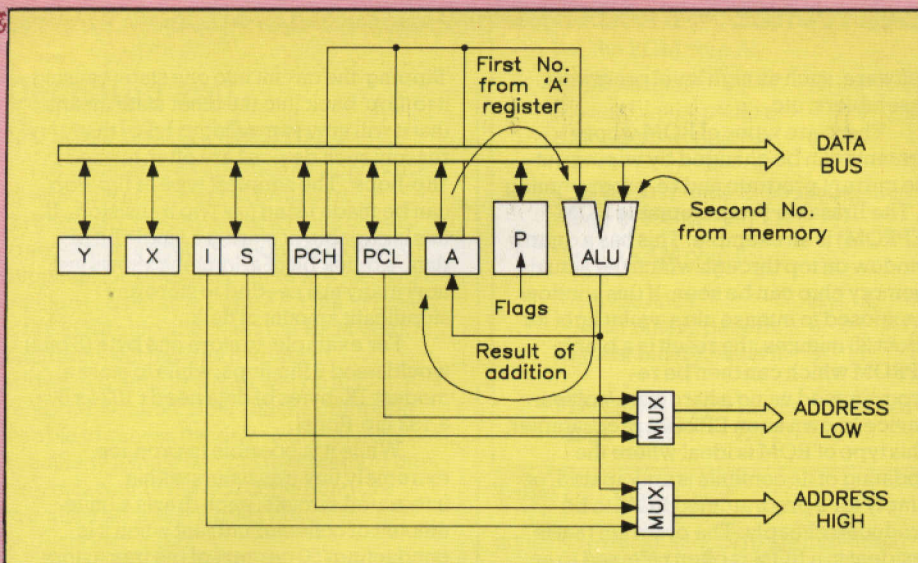 First No.
from 'A'
register
DATA
BUS
Second No.
from memory
Y
X
I
S
PCH
PCL
A
P
ALU
Flags
Result of
addition
MUX
ADDRESS
LOW
MUX
ADDRESS
HIGH